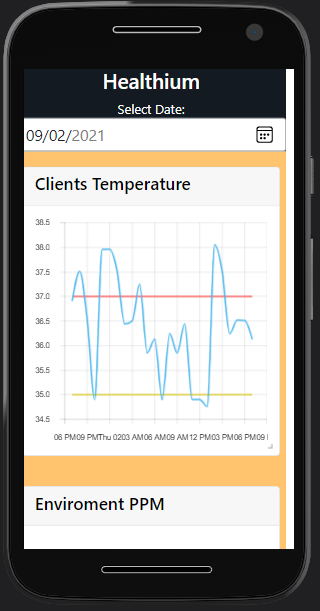 Healthium
Select Date:
09/02/2021
Clients Temperature
38.5
38.0
37.5
37.0
36.5
36.0
35.5
35.0
34.5
06 PM09 PMThu 0203 AM06 AM09 AM12 PM03 PM06 PM09 I
Enviroment PPM